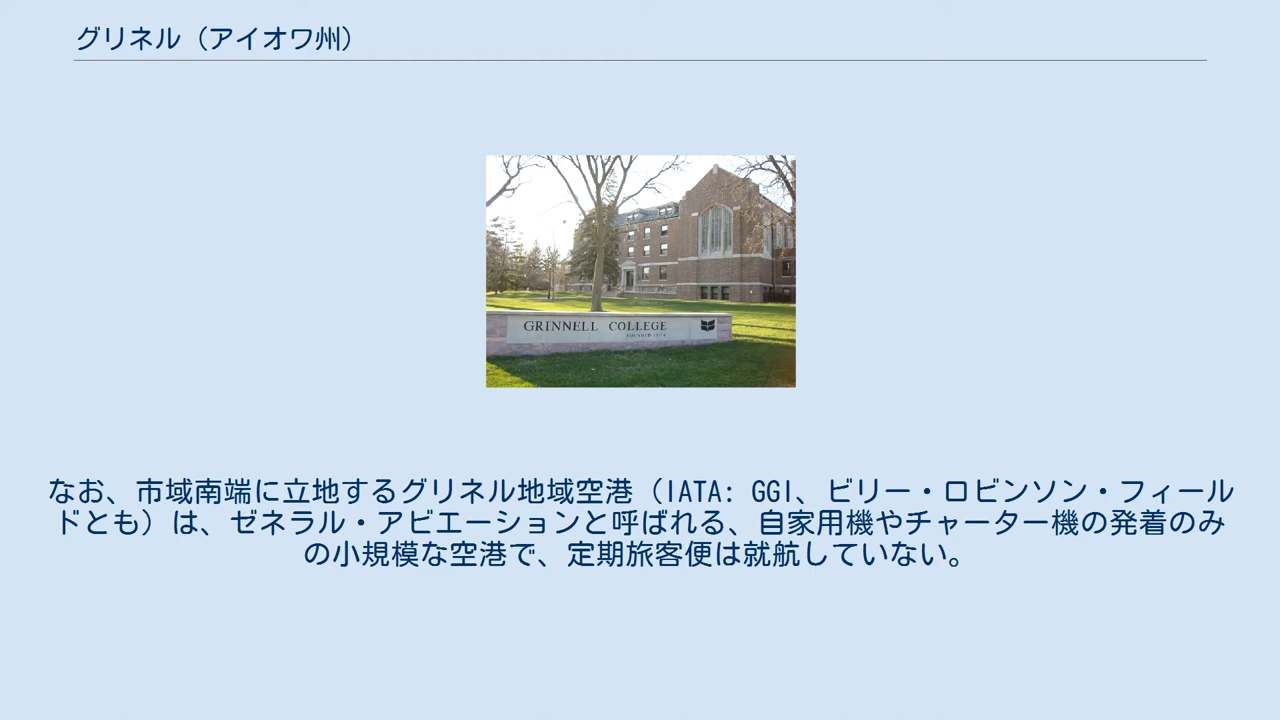 グリネル（アイオワ州）
GRINNELL COLLEGE
なお、市域南端に立地するグリネル地域空港（IATA: GGI、ビリー・ロビンソン・フィール
ドとも）は、ゼネラル・アビエーションと呼ばれる、自家用機やチャーター機の発着のみ
の小規模な空港で、定期旅客便は就航していない。